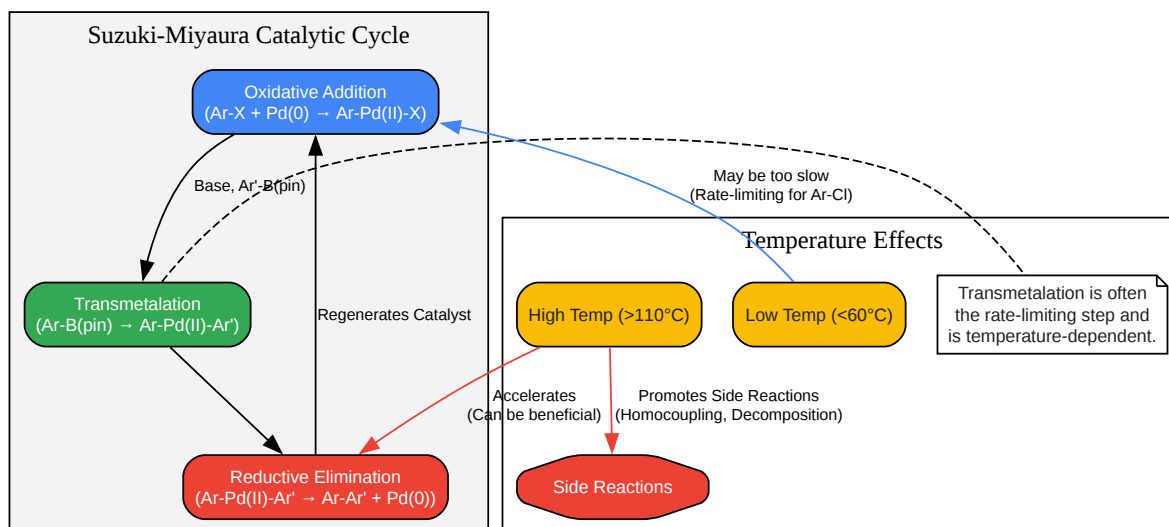 Suzuki-Miyaura Catalytic Cycle
Oxidative Addition
(Ar-X + Pd(0) → Ar-Pd(II)-X)
Base, Ar'-B(pin)
May be too slow
(Rate-limiting for Ar-Cl)
Temperature Effects
Transmetalation
(Ar-B(pin) → Ar-Pd(II)-Ar')
Regenerates Catalyst
High Temp (>110°C)
Low Temp (<60°C)
Transmetalation is often
the rate-limiting step and
is temperature-dependent.
Accelerates
(Can be beneficial)
Promotes Side Reactions
(Homocoupling, Decomposition)
Reductive Elimination
(Ar-Pd(II)-Ar' → Ar-Ar' + Pd(0))
Side Reactions